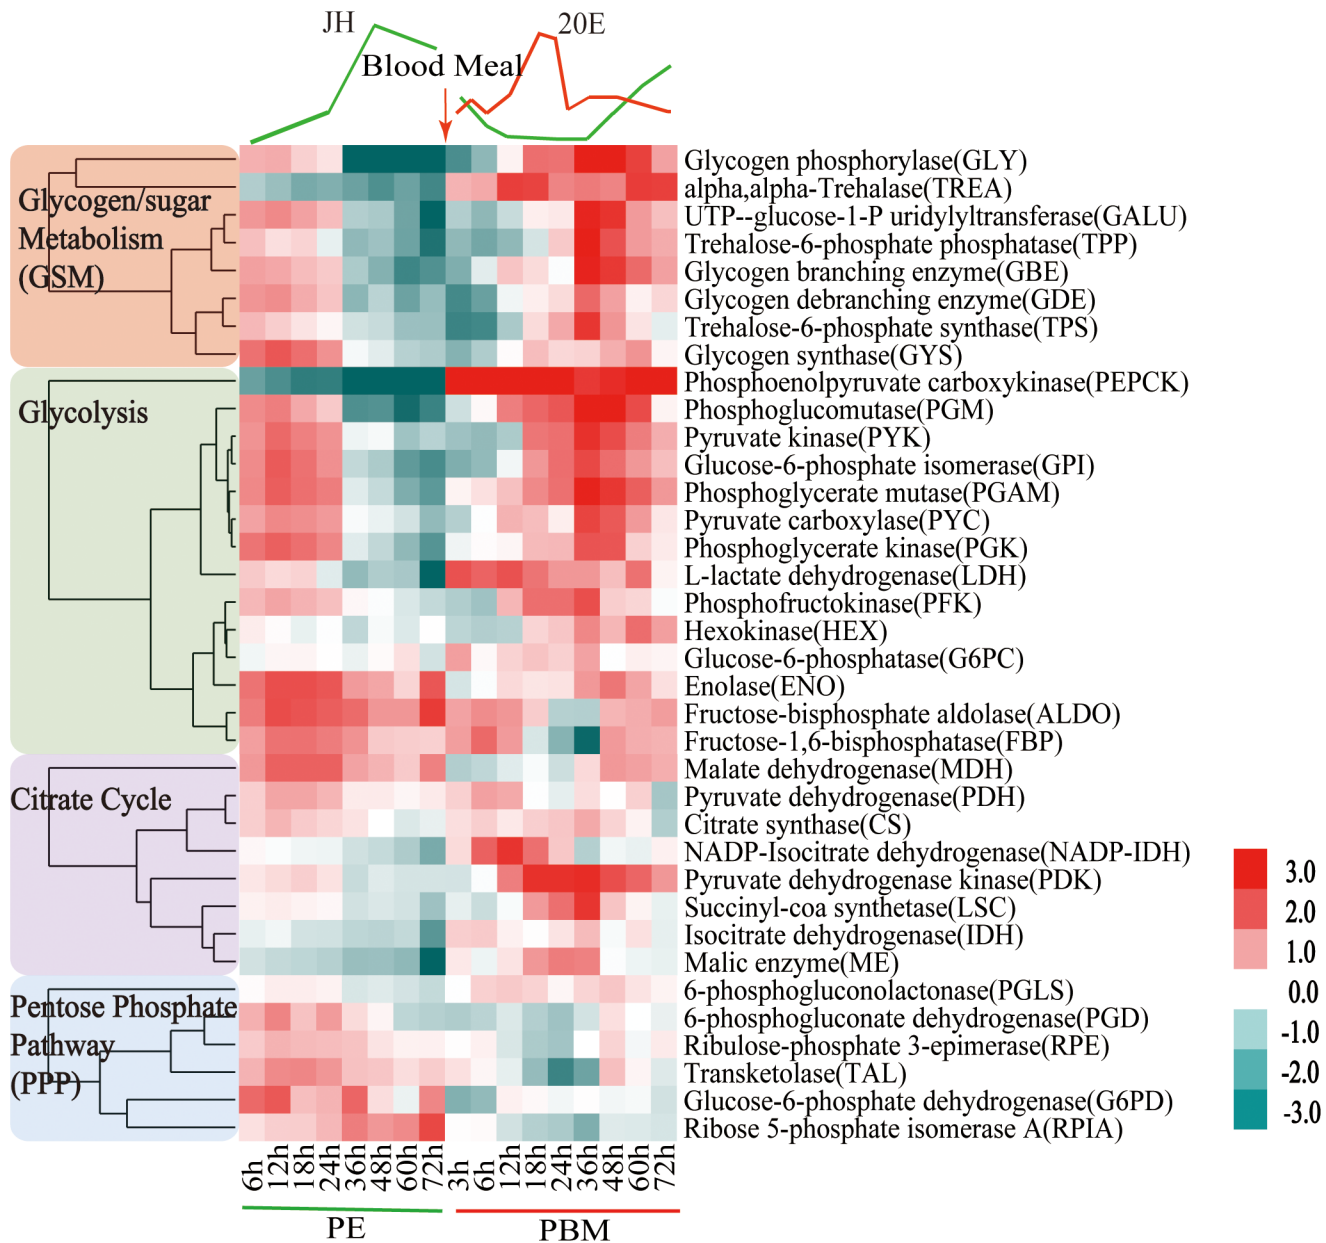 JH
20E
Blood Meal
Glycogen/sugar
Metabolism
(GSM)
Glycolysis
Citrate Cycle
Pentose Phosphate
Pathway
(PPP)
Glycogen phosphorylase(GLY)
alpha,alpha-Trehalase(TREA)
UTP--glucose-1-P uridylyltransferase(GALU)
Trehalose-6-phosphate phosphatase(TPP)
Glycogen branching enzyme(GBE)
Glycogen debranching enzyme(GDE)
Trehalose-6-phosphate synthase(TPS)
Glycogen synthase(GYS)
Phosphoenolpyruvate carboxykinase(PEPCK)
Phosphoglucomutase(PGM)
Pyruvate kinase(PYK)
Glucose-6-phosphate isomerase(GPI)
Phosphoglycerate mutase(PGAM)
Pyruvate carboxylase(PYC)
Phosphoglycerate kinase(PGK)
L-lactate dehydrogenase(LDH)
Phosphofructokinase(PFK)
Hexokinase(HEX)
Glucose-6-phosphatase(G6PC)
Enolase(ENO)
Fructose-bisphosphate aldolase(ALDO)
Fructose-1,6-bisphosphatase(FBP)
Malate dehydrogenase(MDH)
Pyruvate dehydrogenase(PDH)
Citrate synthase(CS)
NADP-Isocitrate dehydrogenase(NADP-IDH)
Pyruvate dehydrogenase kinase(PDK)
Succinyl-coa synthetase(LSC)
Isocitrate dehydrogenase(IDH)
Malic enzyme(ME)
6-phosphogluconolactonase(PGLS)
6-phosphogluconate dehydrogenase(PGD)
Ribulose-phosphate 3-epimerase(RPE)
Transketolase(TAL)
Glucose-6-phosphate dehydrogenase(G6PD)
Ribose 5-phosphate isomerase A(RPIA)
3.0
2.0
1.0
0.0
-1.0
-2.0
-3.0
6h 12h 18h 24h 36h 48h 60h 72h 3h 6h 12h 18h 24h 36h 48h 60h 72h
PE PBM